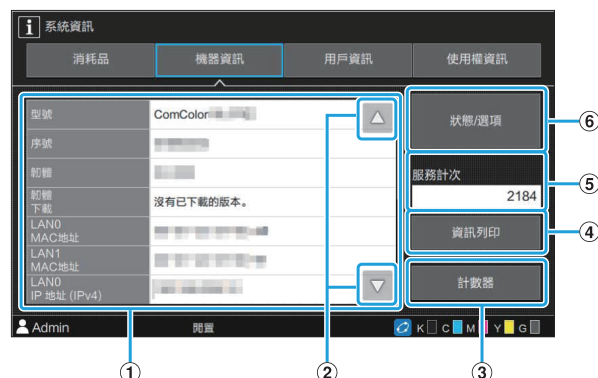 i 系統資訊
消耗品 機器資訊 用戶資訊 使用權資訊
型號 ComColor
序號
韌體
韌體
下載 沒有已下載的版本。
LAN0
MAC地址
LAN1
MAC地址
LAN0
IP 地址 (IPv4)
狀態/選項
服務計次
2184
資訊列印
計數器
Admin 閒置 K C M Y G
⑥
⑤
④
① ② ③